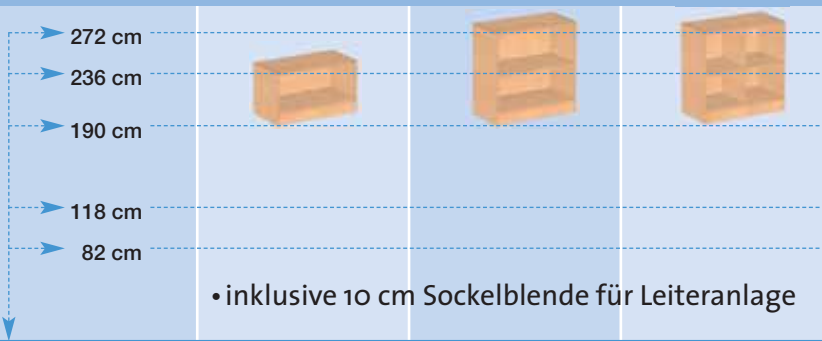 272 cm
236 cm
190 cm
118 cm
82 cm
• inklusive 10 cm Sockelblende für Leiteranlage